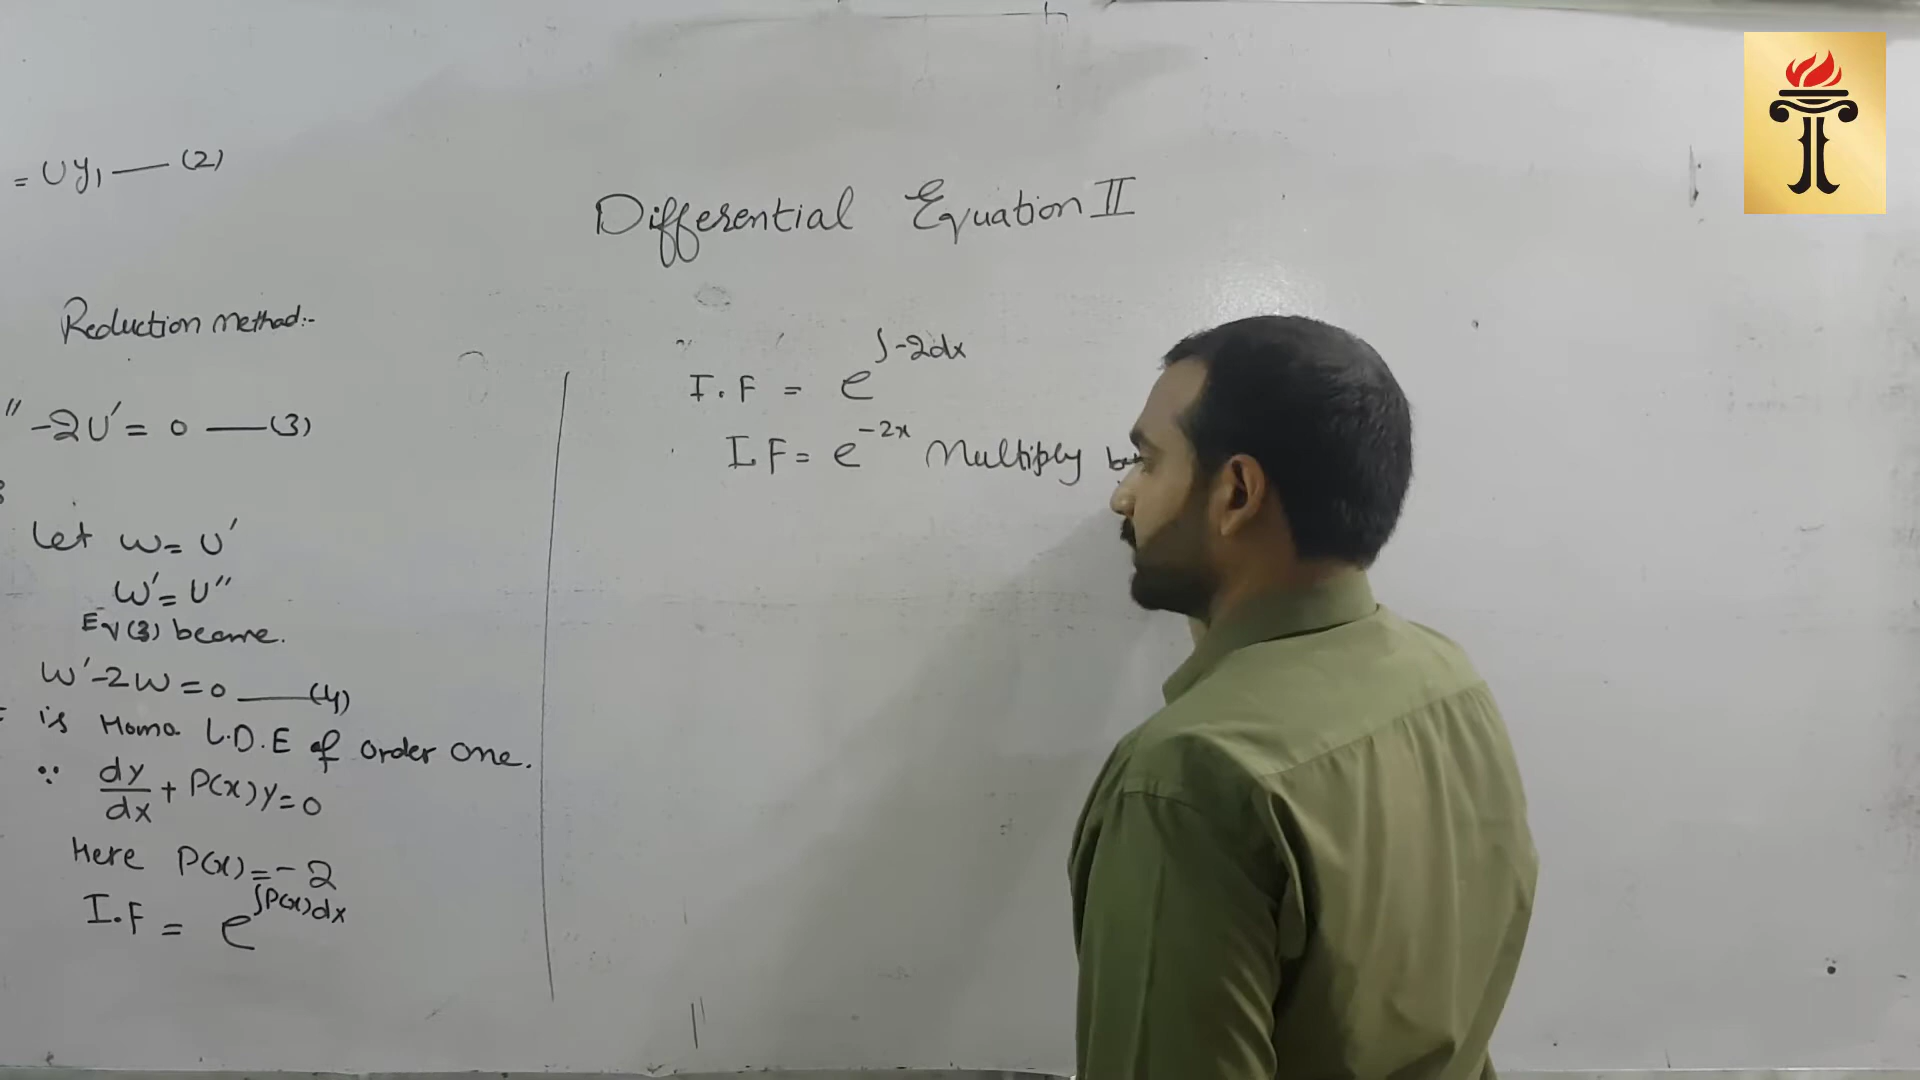 = Uy₁ — (2)
Differential Equation II
Reduction Method:-
″ -2U′ = 0 — (3)
Let w = U′
w′ = U″
Eq (3) become.
w′-2w = 0 — (4)
is Homo. L.D.E of order one.
∵ dy/dx + P(x)y = 0
Here P(x) = -2
I.F = e^∫P(x)dx
I.F = e^∫-2dx
I.F = e^-2x Multiply